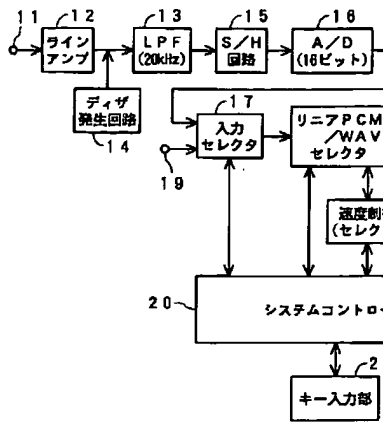 11
12
ライン
アンプ
13
LPF
(20kHz)
15
S/H
回路
16
A/D
(16ビット)
ディザ
発生回路
14
17
入力
セレクタ
19
リニアPCM
/WAV
セレクタ
速度制
(セレク
20
システムコントロ
2
キー入力部